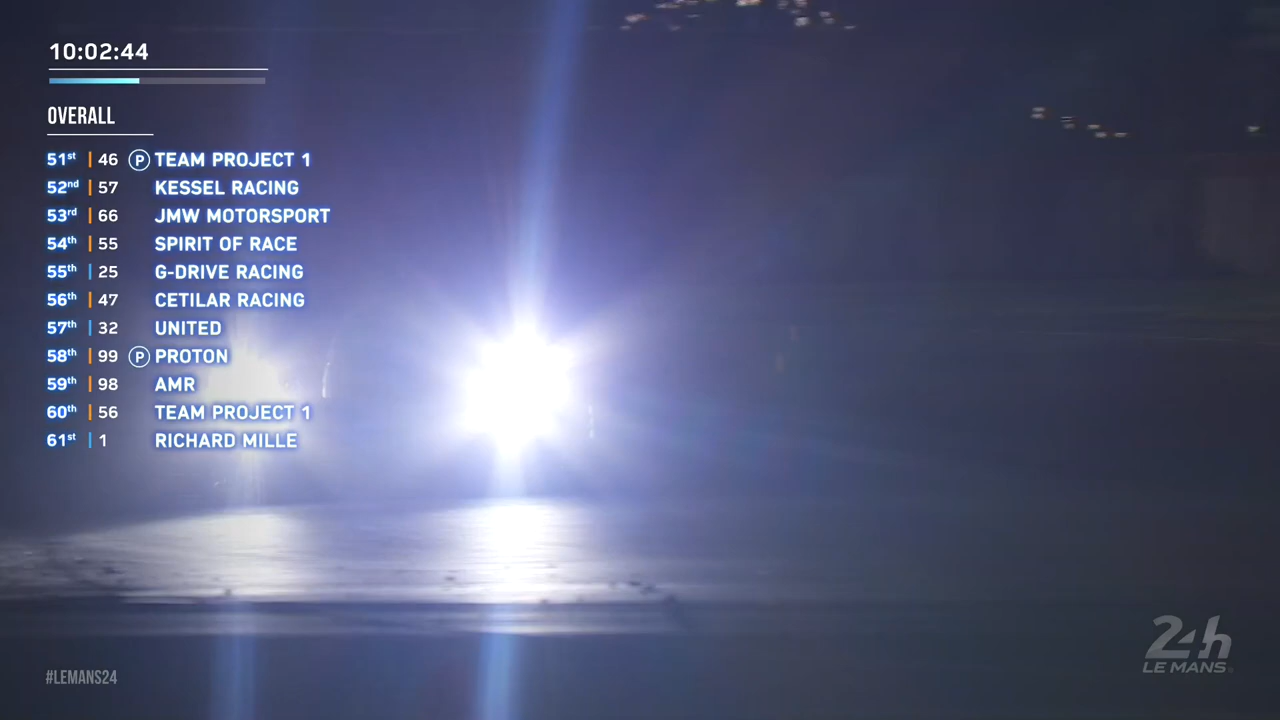 10:02:44
OVERALL
51st 46 P TEAM PROJECT 1
52nd 57 KESSEL RACING
53rd 66 JMW MOTORSPORT
54th 55 SPIRIT OF RACE
55th 25 G-DRIVE RACING
56th 47 CETILAR RACING
57th 32 UNITED
58th 99 P PROTON
59th 98 AMR
60th 56 TEAM PROJECT 1
61st 1 RICHARD MILLE
#LEMANS24
24h
LE MANS